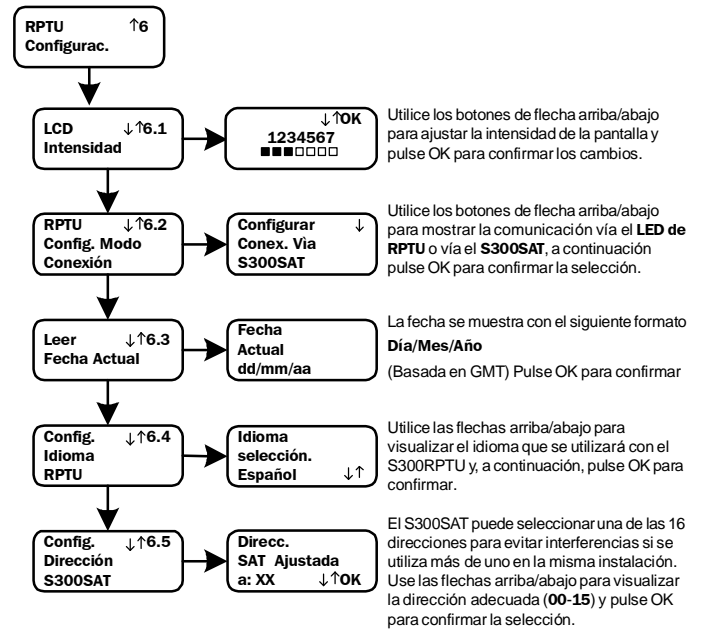 RPTU ↑6
Configurac.
LCD ↓↑6.1
Intensidad
↓↑OK
1234567
Utilice los botones de flecha arriba/abajo
para ajustar la intensidad de la pantalla y
pulse OK para confirmar los cambios.
RPTU ↓↑6.2
Config. Modo
Conexión
Configurar ↓
Conex. Vìa
S300SAT
Utilice los botones de flecha arriba/abajo
para mostrar la comunicación vía el LED de
RPTU o vía el S300SAT, a continuación
pulse OK para confirmar la selección.
Leer ↓↑6.3
Fecha Actual
Fecha
Actual
dd/mm/aa
La fecha se muestra con el siguiente formato
Día/Mes/Año
(Basada en GMT) Pulse OK para confirmar
Config. ↓↑6.4
Idioma
RPTU
Idioma
selección.
Español ↓↑
Utilice las flechas arriba/abajo para
visualizar el idioma que se utilizará con el
S300RPTU y, a continuación, pulse OK para
confirmar.
Config. ↓↑6.5
Dirección
S300SAT
Direcc.
SAT Ajustada
a: XX ↓↑OK
El S300SAT puede seleccionar una de las 16
direcciones para evitar interferencias si se
utiliza más de uno en la misma instalación.
Use las flechas arriba/abajo para visualizar
la dirección adecuada (00-15) y pulse OK
para confirmar la selección.